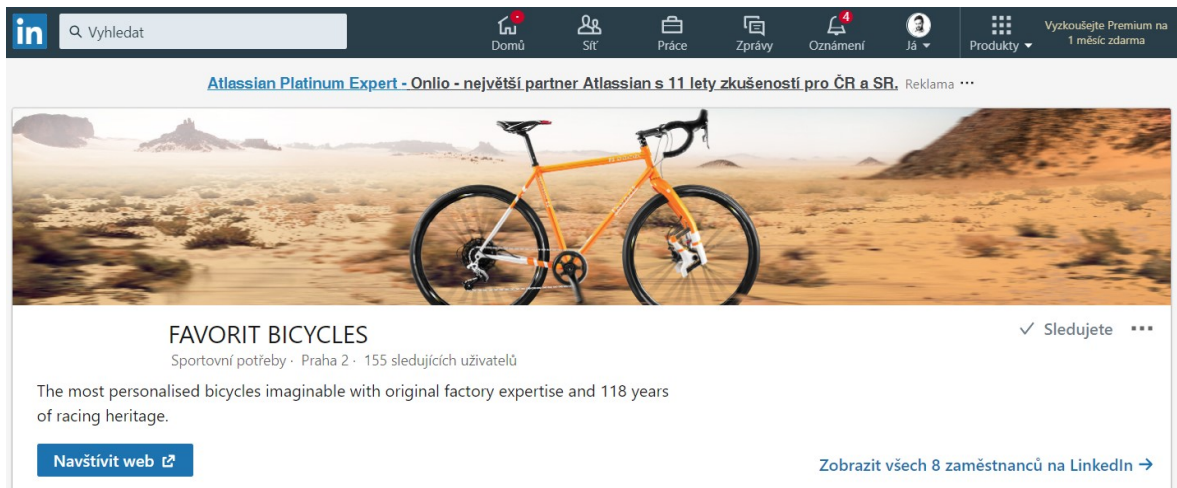 in
Vyhledat
Domů
Síť
Práce
Zprávy
4
Oznámení
Já
Produkty
Vyzkoušejte Premium na
1 měsíc zdarma
Atlassian Platinum Expert - Onlio - největší partner Atlassian s 11 lety zkušeností pro ČR a SR. Reklama
FAVORIT BICYCLES
Sledujete
Sportovní potřeby · Praha 2 · 155 sledujících uživatelů
The most personalised bicycles imaginable with original factory expertise and 118 years
of racing heritage.
Navštívit web
Zobrazit všech 8 zaměstnanců na LinkedIn →